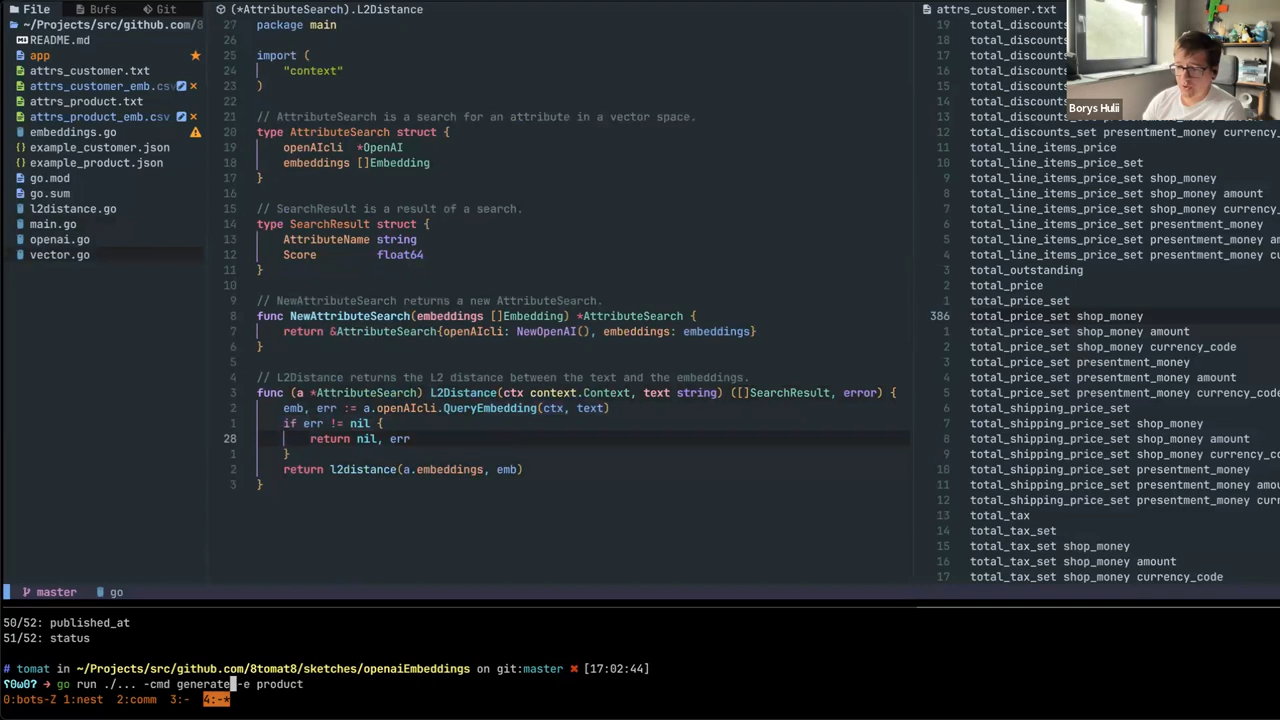 File Bufs Git
~/Projects/src/github.com/8
README.md
app
attrs_customer.txt
attrs_customer_emb.csv
attrs_product.txt
attrs_product_emb.csv
embeddings.go
example_customer.json
example_product.json
go.mod
go.sum
l2distance.go
main.go
openai.go
vector.go
(*AttributeSearch).L2Distance
27 package main
26
25 import (
24 "context"
23 )
22
21 // AttributeSearch is a search for an attribute in a vector space.
20 type AttributeSearch struct {
19 openAIcli *OpenAI
18 embeddings []Embedding
17 }
16
15 // SearchResult is a result of a search.
14 type SearchResult struct {
13 AttributeName string
12 Score float64
11 }
10
9 // NewAttributeSearch returns a new AttributeSearch.
8 func NewAttributeSearch(embeddings []Embedding) *AttributeSearch {
7 return &AttributeSearch{openAIcli: NewOpenAI(), embeddings: embeddings}
6 }
5
4 // L2Distance returns the L2 distance between the text and the embeddings.
3 func (a *AttributeSearch) L2Distance(ctx context.Context, text string) ([]SearchResult, error) {
2 emb, err := a.openAIcli.QueryEmbedding(ctx, text)
1 if err != nil {
28 return nil, err
1 }
2 return l2distance(a.embeddings, emb)
3 }
attrs_customer.txt
19 total_discounts
18 total_discounts
17 total_discounts
16 total_discounts
15 total_discounts
14 total_discounts
13 total_discounts
12 total_discounts_set presentment_money currency_
11 total_line_items_price
10 total_line_items_price_set
9 total_line_items_price_set shop_money
8 total_line_items_price_set shop_money amount
7 total_line_items_price_set shop_money currency_
6 total_line_items_price_set presentment_money
5 total_line_items_price_set presentment_money am
4 total_line_items_price_set presentment_money cu
3 total_outstanding
2 total_price
1 total_price_set
386 total_price_set shop_money
1 total_price_set shop_money amount
2 total_price_set shop_money currency_code
3 total_price_set presentment_money
4 total_price_set presentment_money amount
5 total_price_set presentment_money currency_code
6 total_shipping_price_set
7 total_shipping_price_set shop_money
8 total_shipping_price_set shop_money amount
9 total_shipping_price_set shop_money currency_co
10 total_shipping_price_set presentment_money
11 total_shipping_price_set presentment_money amou
12 total_shipping_price_set presentment_money curr
13 total_tax
14 total_tax_set
15 total_tax_set shop_money
16 total_tax_set shop_money amount
17 total_tax_set shop_money currency_code
Borys Hulii
master go
50/52: published_at
51/52: status
# tomat in ~/Projects/src/github.com/8tomat8/sketches/openaiEmbeddings on git:master ✖ [17:02:44]
ʕ0ω0ʔ → go run ./... -cmd generate -e product
0:bots-Z 1:nest 2:comm 3:- 4:-*